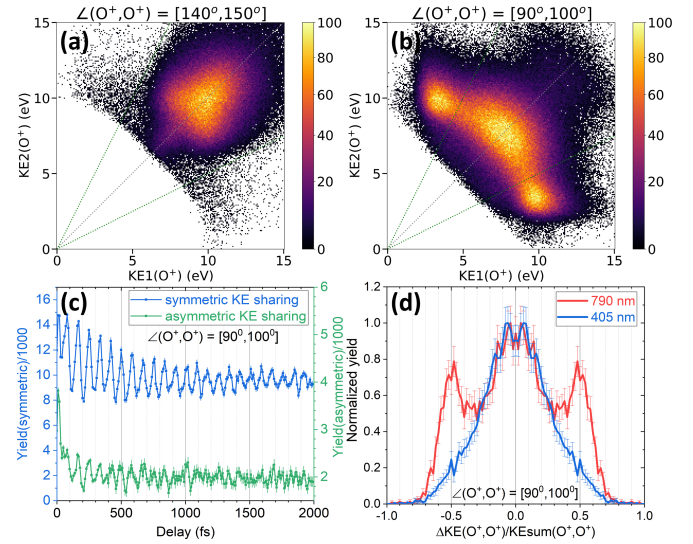 ∠(O⁺,O⁺) = [140°,150°]
(a)
KE2(O⁺) (eV)
15
10
5
0
0
5
10
15
KE1(O⁺) (eV)
100
80
60
40
20
0
∠(O⁺,O⁺) = [90°,100°]
(b)
KE2(O⁺) (eV)
15
10
5
0
0
5
10
15
KE1(O⁺) (eV)
100
80
60
40
20
0
(c)
symmetric KE sharing
asymmetric KE sharing
∠(O⁺,O⁺) = [90⁰,100⁰]
Yield(symmetric)/1000
16
14
12
10
8
6
4
2
0
Yield(asymmetric)/1000
6
5
4
3
2
0
500
1000
1500
2000
Delay (fs)
(d)
790 nm
405 nm
Normalized yield
1.2
1.0
0.8
0.6
0.4
0.2
0.0
∠(O⁺,O⁺) = [90⁰,100⁰]
-1.0
-0.5
0.0
0.5
1.0
ΔKE(O⁺,O⁺)/KEsum(O⁺,O⁺)